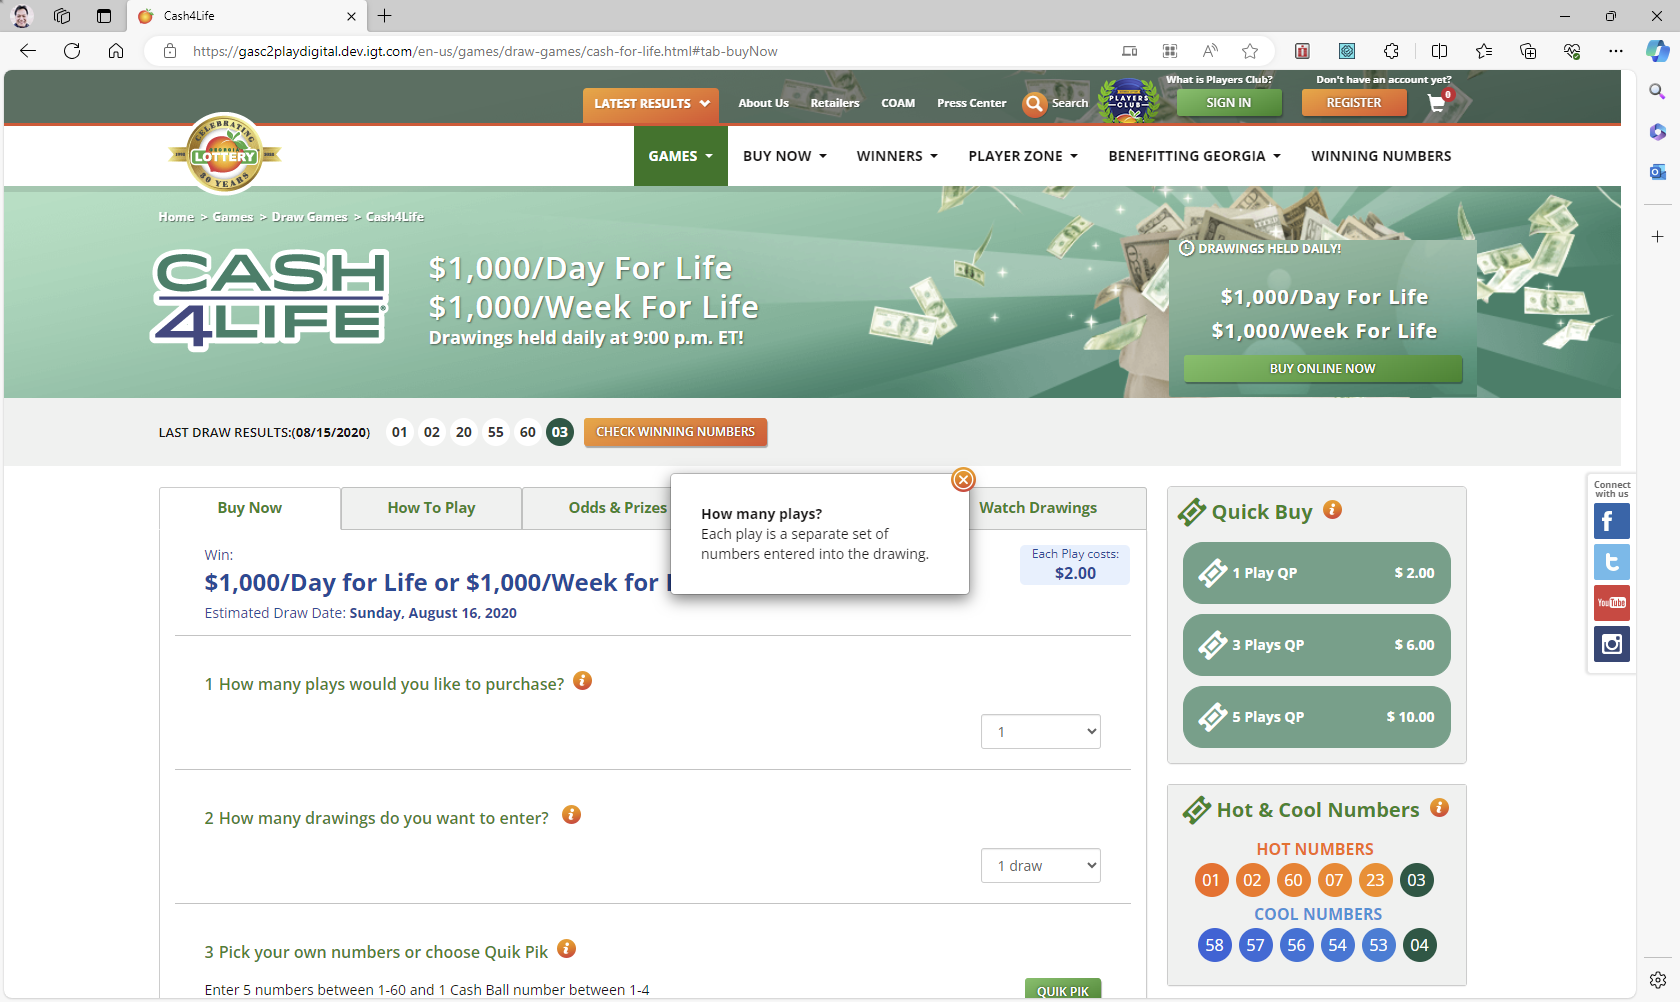 Cash4Life
https://gasc2playdigital.dev.igt.com/en-us/games/draw-games/cash-for-life.html#tab-buyNow
LATEST RESULTS
About Us
Retailers
COAM
Press Center
Search
PLAYERS CLUB
What is Players Club?
SIGN IN
Don't have an account yet?
REGISTER
0
CELEBRATING
GEORGIA
LOTTERY
30 YEARS
GAMES
BUY NOW
WINNERS
PLAYER ZONE
BENEFITTING GEORGIA
WINNING NUMBERS
Home > Games > Draw Games > Cash4Life
CASH
4LIFE®
$1,000/Day For Life
$1,000/Week For Life
Drawings held daily at 9:00 p.m. ET!
DRAWINGS HELD DAILY!
$1,000/Day For Life
$1,000/Week For Life
BUY ONLINE NOW
LAST DRAW RESULTS:(08/15/2020) 01 02 20 55 60 03 CHECK WINNING NUMBERS
Buy Now
How To Play
Odds & Prizes
Watch Drawings
How many plays?
Each play is a separate set of
numbers entered into the drawing.
Win:
$1,000/Day for Life or $1,000/Week for
Estimated Draw Date: Sunday, August 16, 2020
Each Play costs:
$2.00
1 How many plays would you like to purchase?
1
2 How many drawings do you want to enter?
1 draw
3 Pick your own numbers or choose Quik Pik
Enter 5 numbers between 1-60 and 1 Cash Ball number between 1-4
QUIK PIK
Quick Buy
1 Play QP $ 2.00
3 Plays QP $ 6.00
5 Plays QP $ 10.00
Hot & Cool Numbers
HOT NUMBERS
01 02 60 07 23 03
COOL NUMBERS
58 57 56 54 53 04
Connect
with us
YouTube